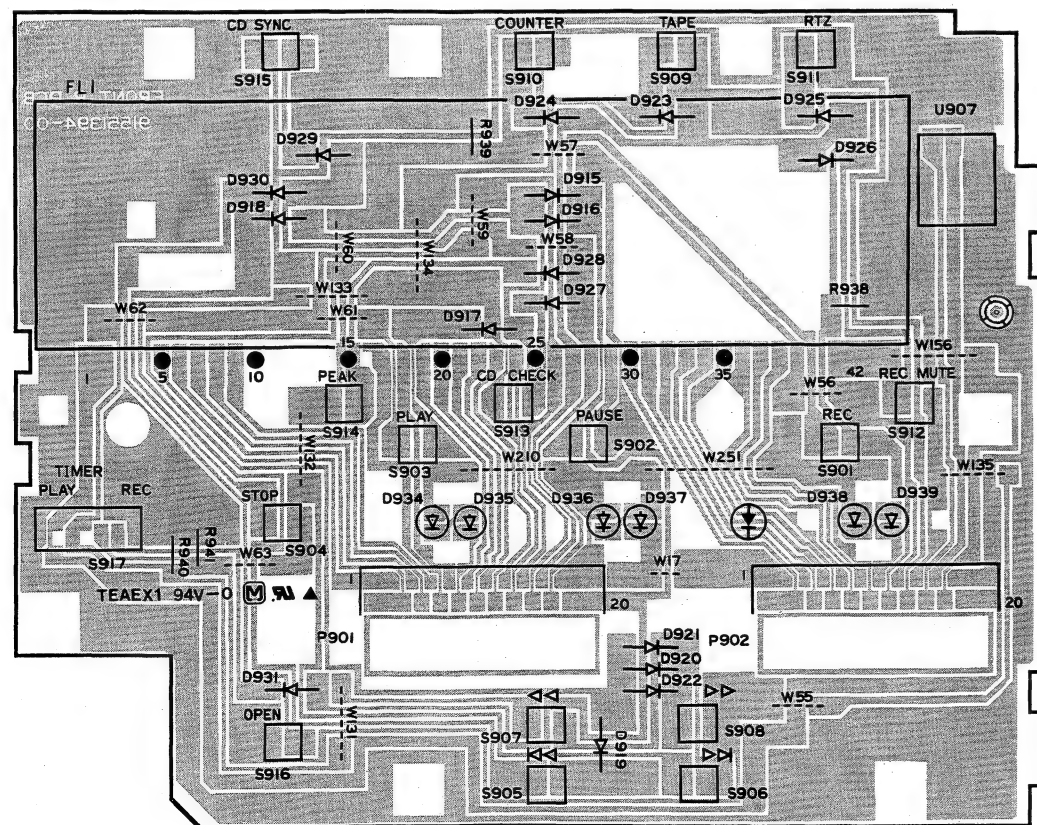 CD SYNC
COUNTER
TAPE
RTZ
S915
S910
S909
S911
FL1
FRONT
91551394-00
D924
D923
D925
U907
D929
R939
W57
D926
D930
D918
D915
D916
W59
W60
W134
W58
D928
D927
W133
W62
W61
D917
R938
W156
5
10
15
20
25
30
35
42
PEAK
CD CHECK
REC MUTE
W56
S914
S913
S912
PLAY
PAUSE
REC
S903
S902
S901
W132
W210
W251
W135
TIMER
PLAY
REC
STOP
S904
D934
D935
D936
D937
D938
D939
S917
R940
R941
W63
W17
TEAEX1 94V-0 M
P901
20
P902
20
D921
D920
D922
D931
W131
W55
OPEN
S916
S907
D919
S908
S905
S906